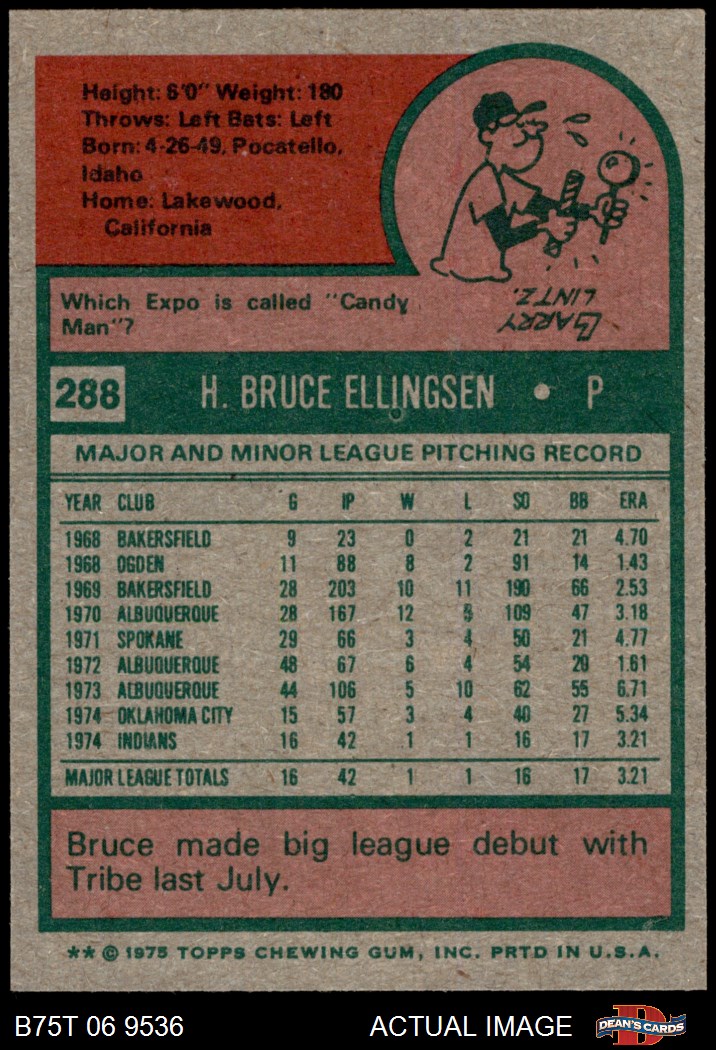 Height: 6'0" Weight: 180
Throws: Left Bats: Left
Born: 4-26-49, Pocatello,
Idaho
Home: Lakewood,
California
Which Expo is called "Candy
Man"?
LARRY
LINTZ.
288 H. BRUCE ELLINGSEN • P
MAJOR AND MINOR LEAGUE PITCHING RECORD
YEAR CLUB G IP W L SO BB ERA
1968 BAKERSFIELD 9 23 0 2 21 21 4.70
1968 OGDEN 11 88 8 2 91 14 1.43
1969 BAKERSFIELD 28 203 10 11 190 66 2.53
1970 ALBUQUERQUE 28 167 12 5 109 47 3.18
1971 SPOKANE 29 66 3 4 50 21 4.77
1972 ALBUQUERQUE 48 67 6 4 54 29 1.61
1973 ALBUQUERQUE 44 106 5 10 62 55 6.71
1974 OKLAHOMA CITY 15 57 3 4 40 27 5.34
1974 INDIANS 16 42 1 1 16 17 3.21
MAJOR LEAGUE TOTALS 16 42 1 1 16 17 3.21
Bruce made big league debut with
Tribe last July.
** © 1975 TOPPS CHEWING GUM, INC. PRTD IN U.S.A.
B75T 06 9536 ACTUAL IMAGE DEAN'S CARDS